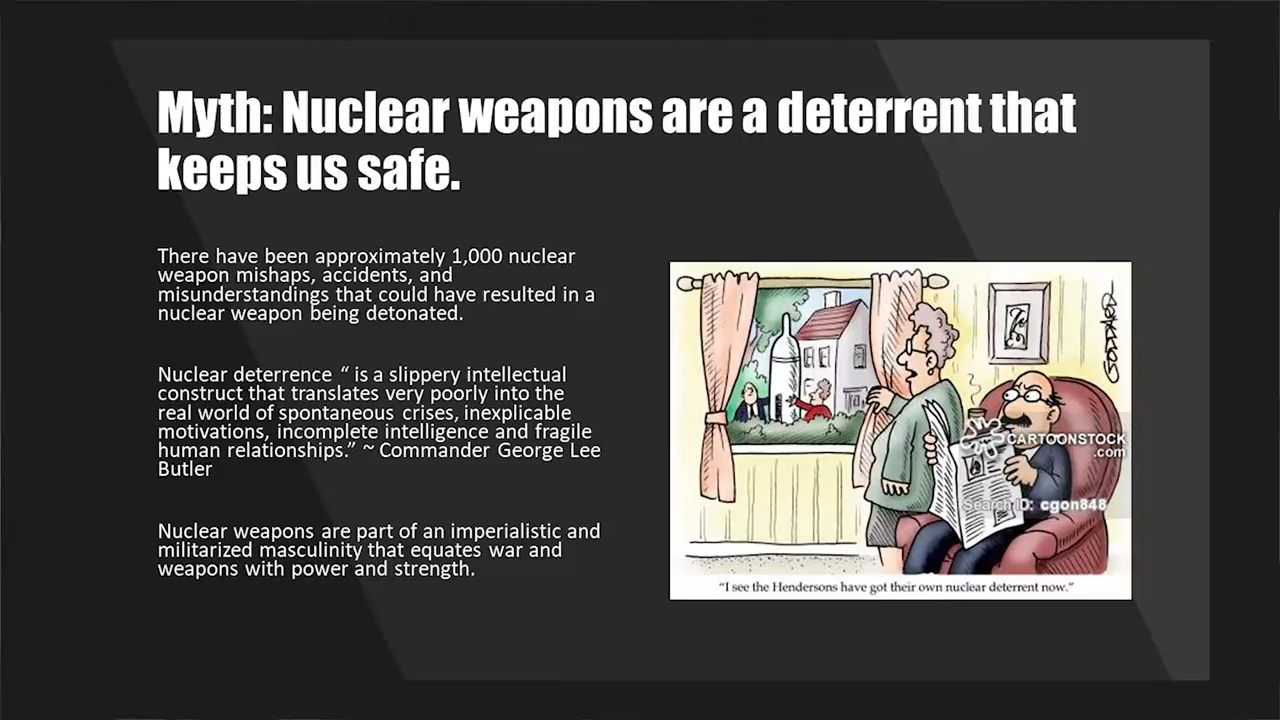 Myth: Nuclear weapons are a deterrent that
keeps us safe.
There have been approximately 1,000 nuclear
weapon mishaps, accidents, and
misunderstandings that could have resulted in a
nuclear weapon being detonated.
Nuclear deterrence “ is a slippery intellectual
construct that translates very poorly into the
real world of spontaneous crises, inexplicable
motivations, incomplete intelligence and fragile
human relationships.” ~ Commander George Lee
Butler
Nuclear weapons are part of an imperialistic and
militarized masculinity that equates war and
weapons with power and strength.
GODDARD
CARTOONSTOCK
.com
Search ID: cgon848
“I see the Hendersons have got their own nuclear deterrent now.”